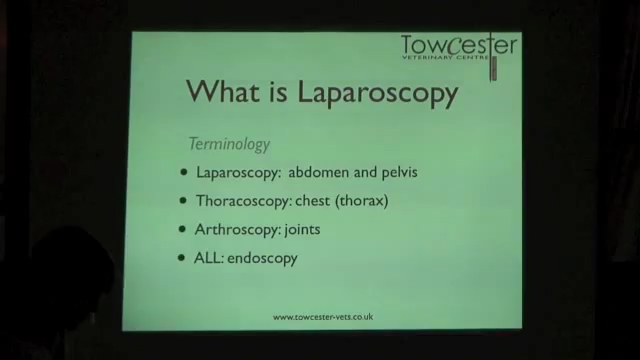 Towcester
VETERINARY CENTRE
What is Laparoscopy
Terminology
• Laparoscopy: abdomen and pelvis
• Thoracoscopy: chest (thorax)
• Arthroscopy: joints
• ALL: endoscopy
www.towcester-vets.co.uk